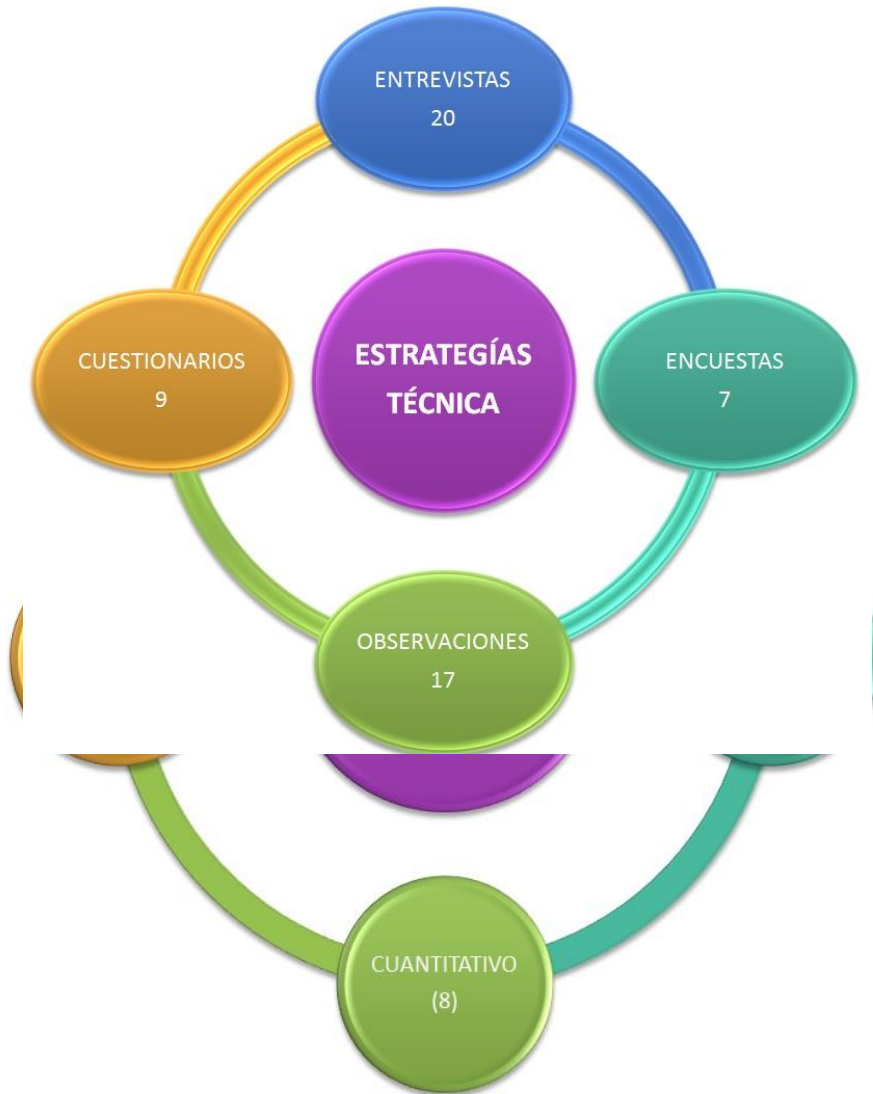 ENTREVISTAS
20
CUESTIONARIOS
9
ESTRATEGÍAS
TÉCNICA
ENCUESTAS
7
OBSERVACIONES
17
CUANTITATIVO
(8)